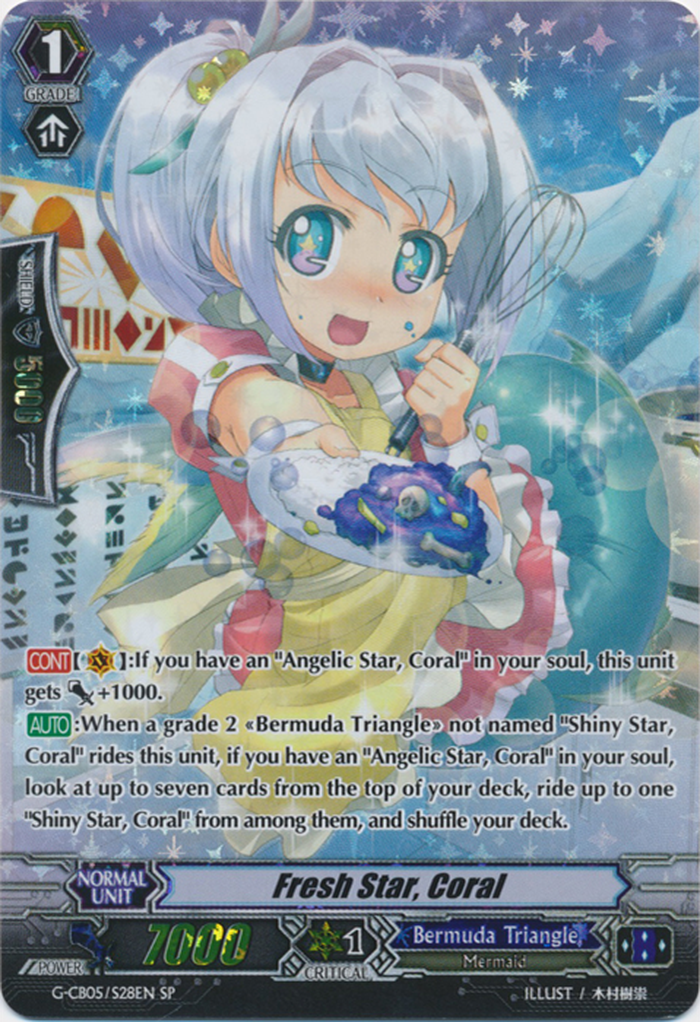 1
GRADE
SHIELD
5000
CONT【 】:If you have an "Angelic Star, Coral" in your soul, this unit
gets +1000.
AUTO:When a grade 2 «Bermuda Triangle» not named "Shiny Star,
Coral" rides this unit, if you have an "Angelic Star, Coral" in your soul,
look at up to seven cards from the top of your deck, ride up to one
"Shiny Star, Coral" from among them, and shuffle your deck.
NORMAL
UNIT
Fresh Star, Coral
POWER
7000
1
CRITICAL
Bermuda Triangle
Mermaid
G-CB05/S28EN SP
ILLUST / 木村樹崇